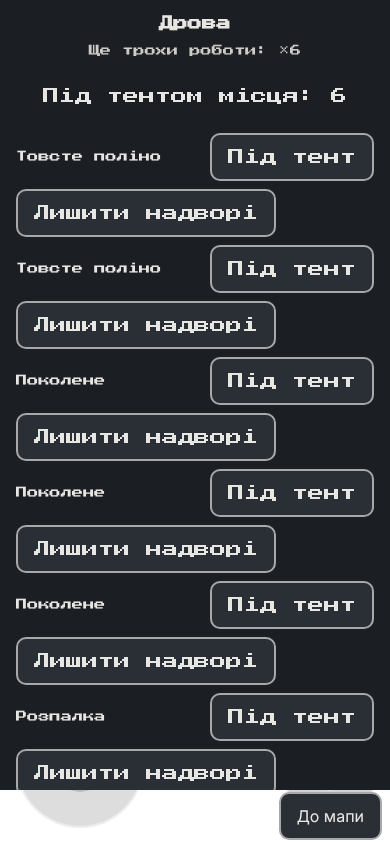 Дрова
Ще трохи роботи: ×6
Під тентом місця: 6
Товсте поліно
Під тент
Лишити надворі
Товсте поліно
Під тент
Лишити надворі
Поколене
Під тент
Лишити надворі
Поколене
Під тент
Лишити надворі
Поколене
Під тент
Лишити надворі
Розпалка
Під тент
Лишити надворі
До мапи